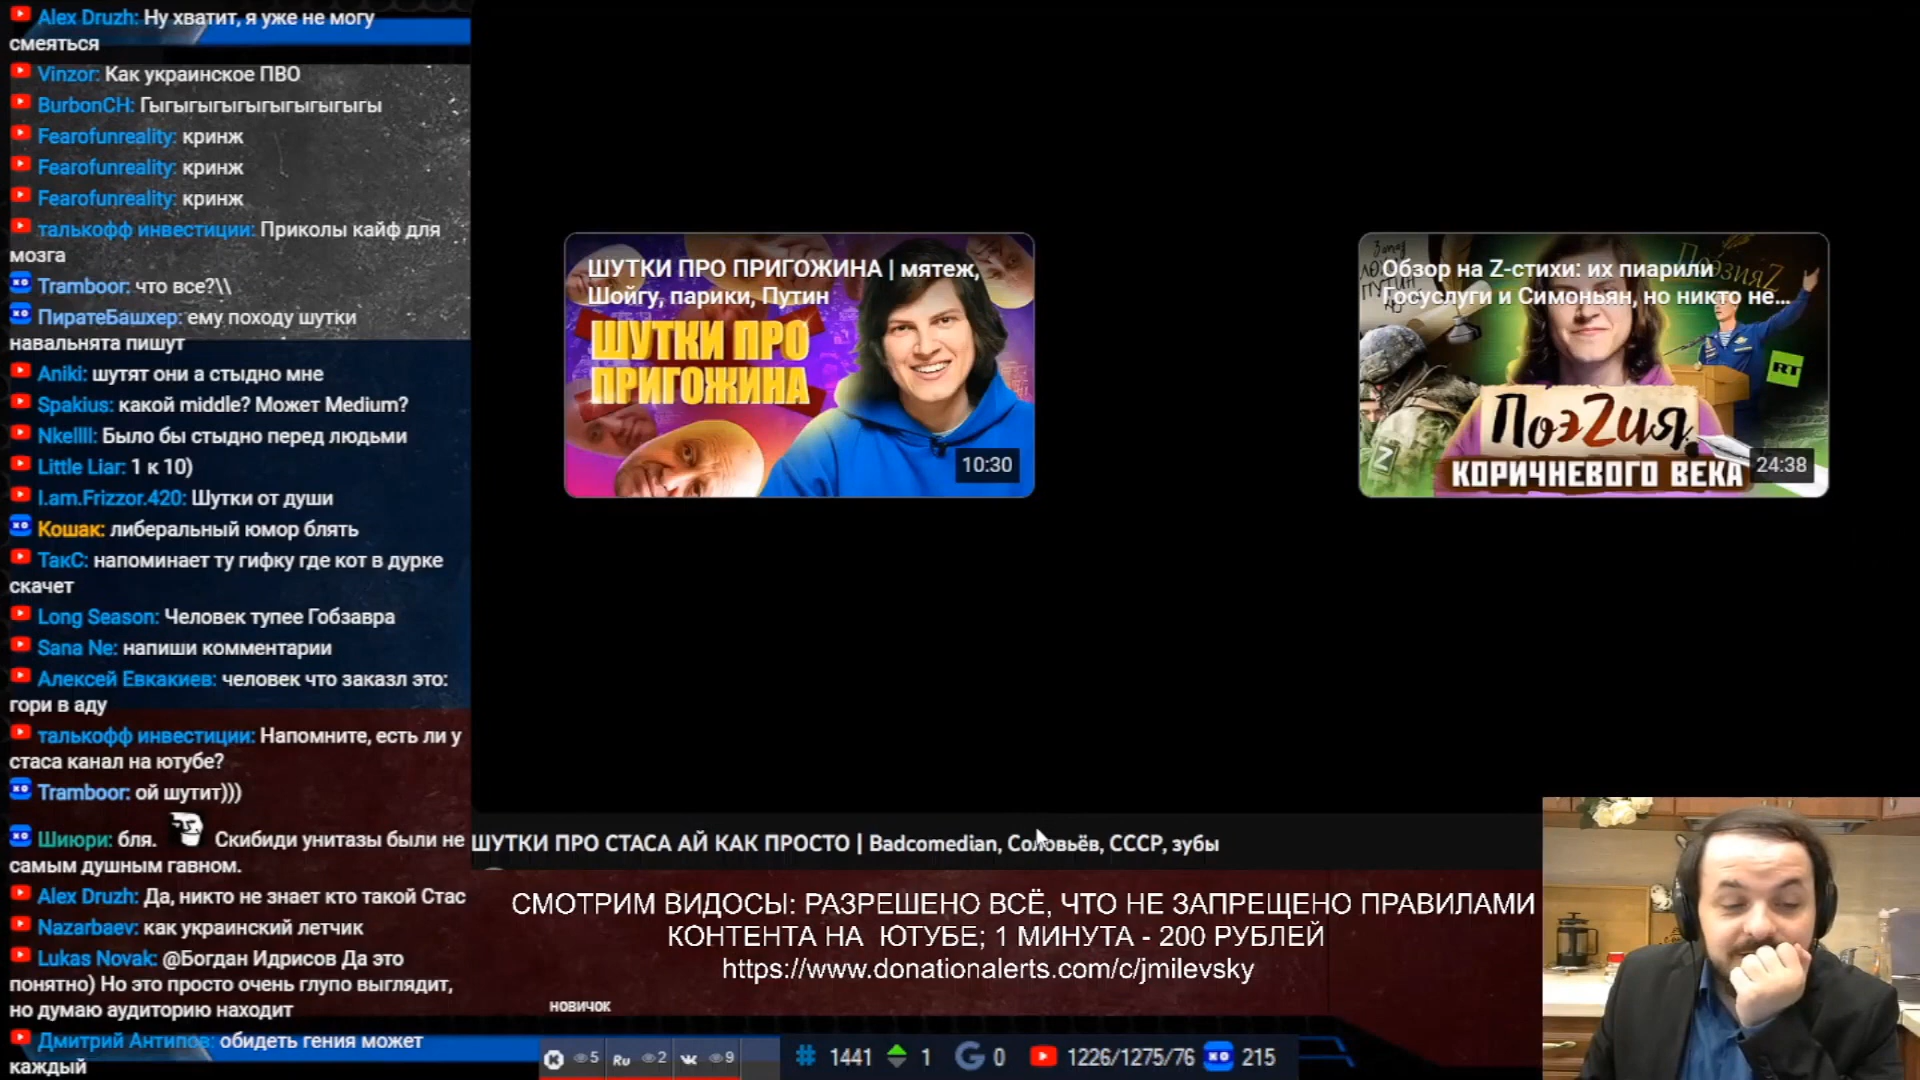 Alex Druzh: Ну хватит, я уже не могу
смеяться
Vinzor: Как украинское ПВО
BurbonCH: Гыгыгыгыгыгыгыгыгы
Fearofunreality: кринж
Fearofunreality: кринж
Fearofunreality: кринж
талькофф инвестиции: Приколы кайф для
мозга
Tramboor: что все?\\
ПиратеБашхер: ему походу шутки
навальнята пишут
Aniki: шутят они а стыдно мне
Spakius: какой middle? Может Medium?
Nkellll: Было бы стыдно перед людьми
Little Liar: 1 к 10)
I.am.Frizzor.420: Шутки от души
Кошак: либеральный юмор блять
ТакС: напоминает ту гифку где кот в дурке
скачет
Long Season: Человек тупее Гобзавра
Sana Ne: напиши комментарии
Алексей Евкакиев: человек что заказл это:
гори в аду
талькофф инвестиции: Напомните, есть ли у
стаса канал на ютубе?
Tramboor: ой шутит)))
Шиюри: бля. Скибиди унитазы были не
самым душным гавном.
Alex Druzh: Да, никто не знает кто такой Стас
Nazarbaev: как украинский летчик
Lukas Novak: @Богдан Идрисов Да это
понятно) Но это просто очень глупо выглядит,
но думаю аудиторию находит
Дмитрий Антипов: обидеть гения может
каждый
ШУТКИ ПРО ПРИГОЖИНА | мятеж,
Шойгу, парики, Путин
ШУТКИ ПРО
ПРИГОЖИНА
10:30
Обзор на Z-стихи: их пиарили
Госуслуги и Симоньян, но никто не...
RT
Z
ПоэZия
КОРИЧНЕВОГО ВЕКА
24:38
ШУТКИ ПРО СТАСА АЙ КАК ПРОСТО | Badcomedian, Соловьёв, СССР, зубы
СМОТРИМ ВИДОСЫ: РАЗРЕШЕНО ВСЁ, ЧТО НЕ ЗАПРЕЩЕНО ПРАВИЛАМИ
КОНТЕНТА НА ЮТУБЕ; 1 МИНУТА - 200 РУБЛЕЙ
https://www.donationalerts.com/c/jmilevsky
новичок
K 5 Ru 2 9 # 1441 1 G 0 1226/1275/76 215